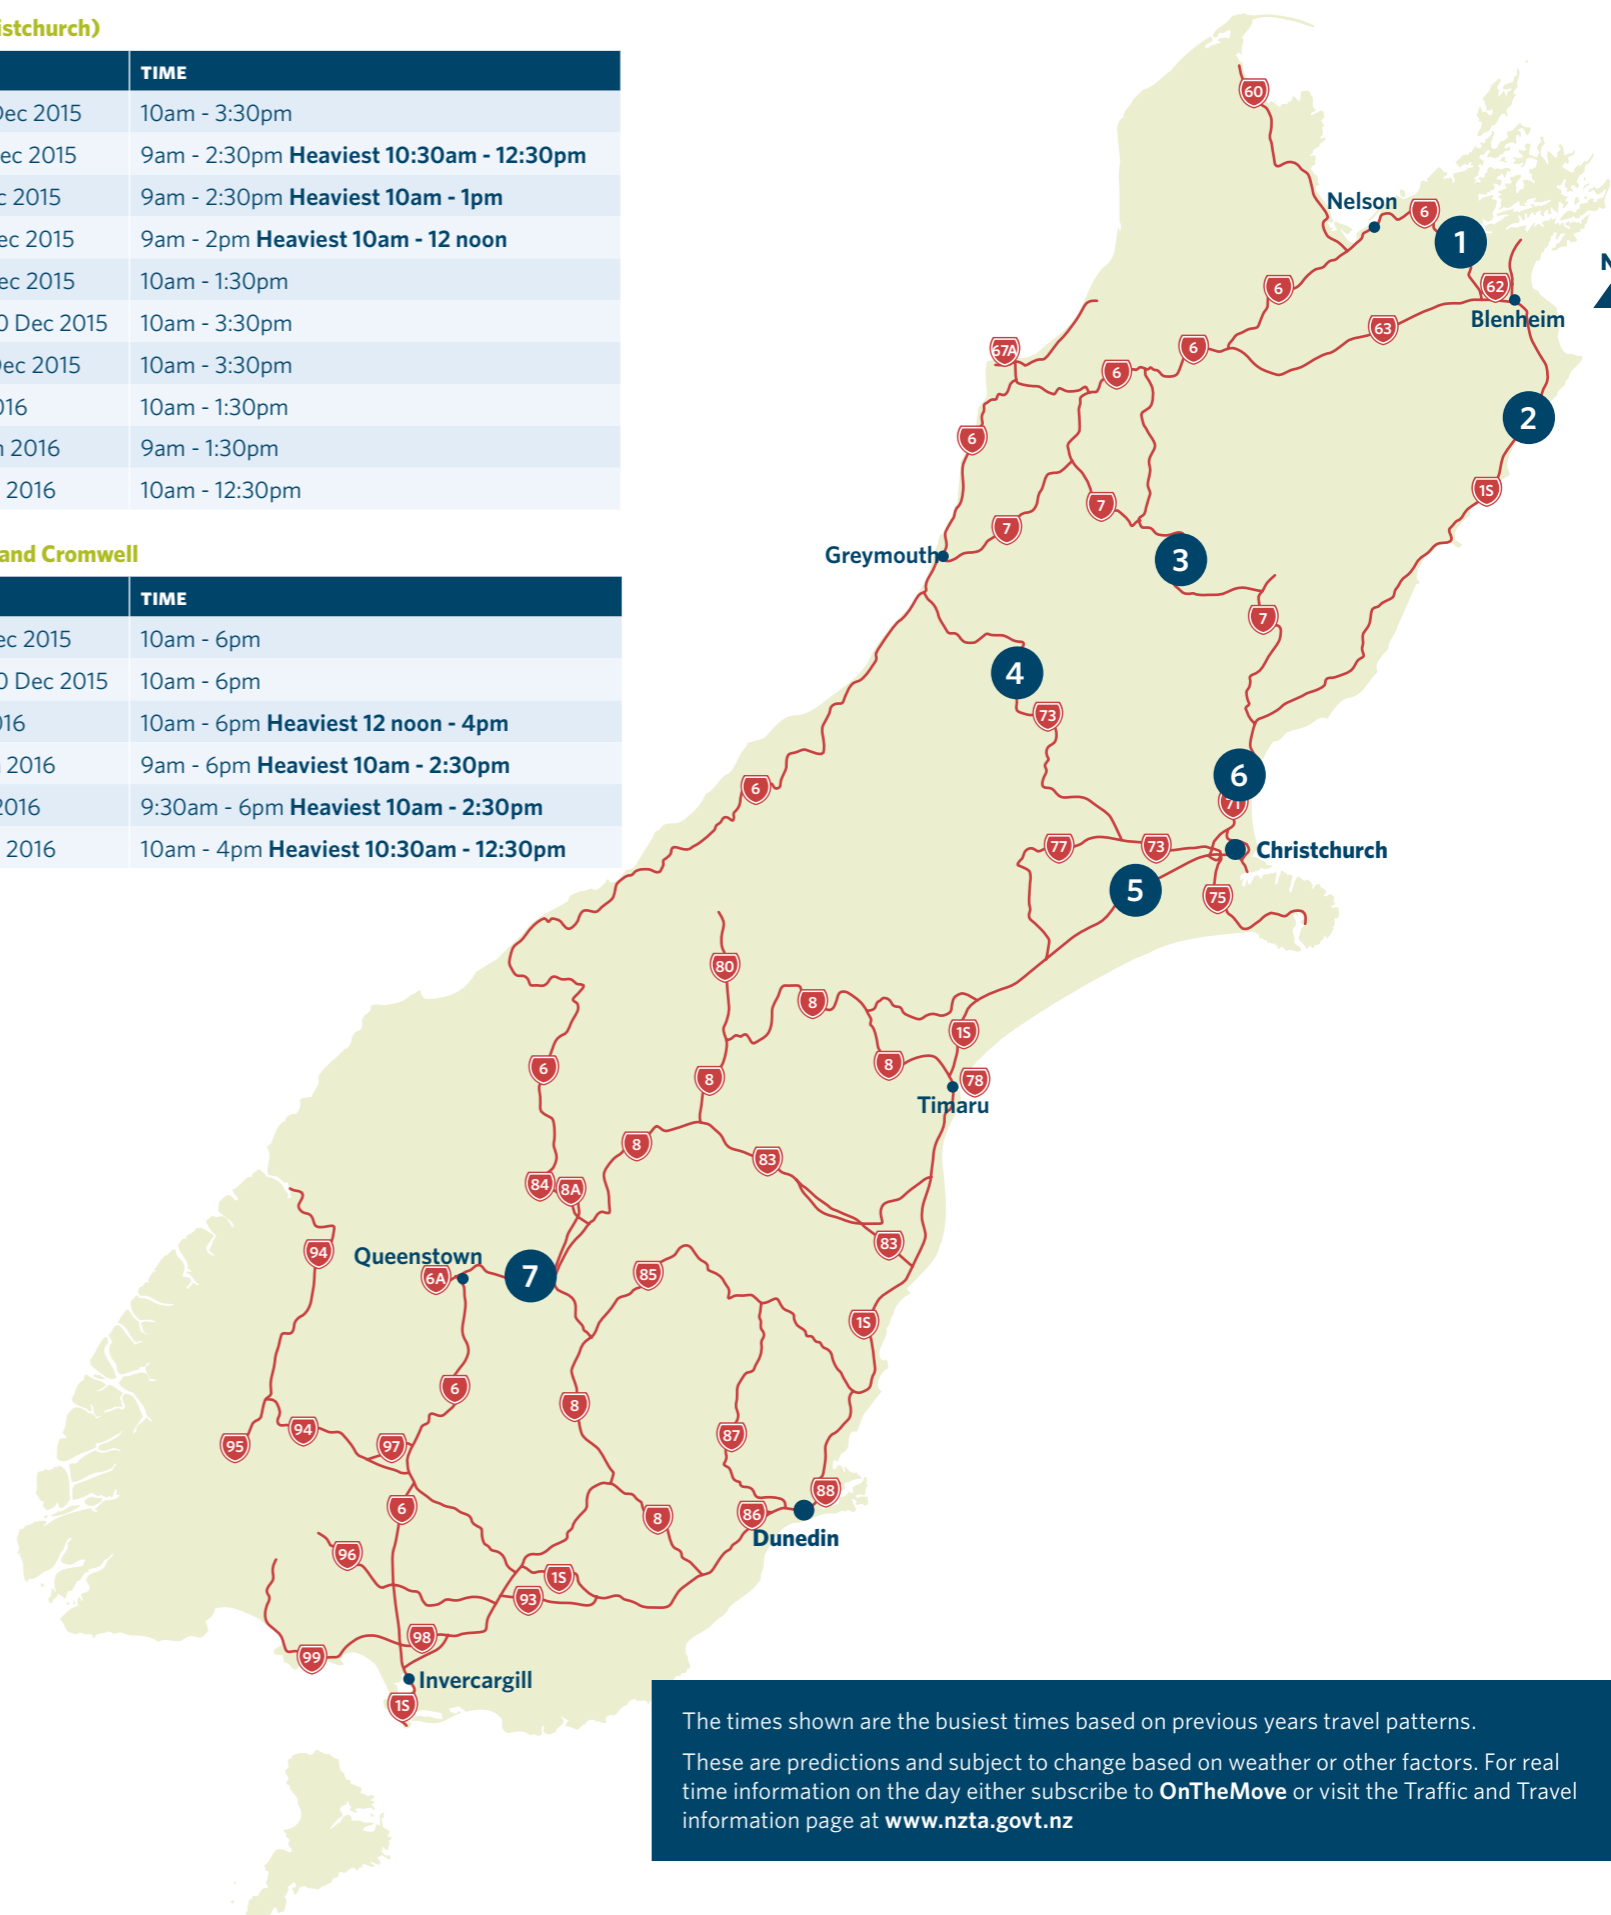 istchurch)
TIME
Dec 2015 10am - 3:30pm
ec 2015 9am - 2:30pm Heaviest 10:30am - 12:30pm
c 2015 9am - 2:30pm Heaviest 10am - 1pm
ec 2015 9am - 2pm Heaviest 10am - 12 noon
ec 2015 10am - 1:30pm
0 Dec 2015 10am - 3:30pm
Dec 2015 10am - 3:30pm
016 10am - 1:30pm
n 2016 9am - 1:30pm
2016 10am - 12:30pm
and Cromwell
TIME
ec 2015 10am - 6pm
0 Dec 2015 10am - 6pm
016 10am - 6pm Heaviest 12 noon - 4pm
2016 9am - 6pm Heaviest 10am - 2:30pm
2016 9:30am - 6pm Heaviest 10am - 2:30pm
2016 10am - 4pm Heaviest 10:30am - 12:30pm
60
Nelson
6
1
N
6
62
Blenheim
63
67A
6
6
2
6
1S
7
7
Greymouth
3
7
4
73
6
71
6
77
73
Christchurch
5
75
80
8
1S
6
8
8
78
Timaru
8
83
84
8A
94
83
Queenstown
6A
7
85
1S
6
8
94
97
95
87
6
88
86
8
Dunedin
96
1S
93
98
99
Invercargill
1S
The times shown are the busiest times based on previous years travel patterns.
These are predictions and subject to change based on weather or other factors. For real
time information on the day either subscribe to OnTheMove or visit the Traffic and Travel
information page at www.nzta.govt.nz